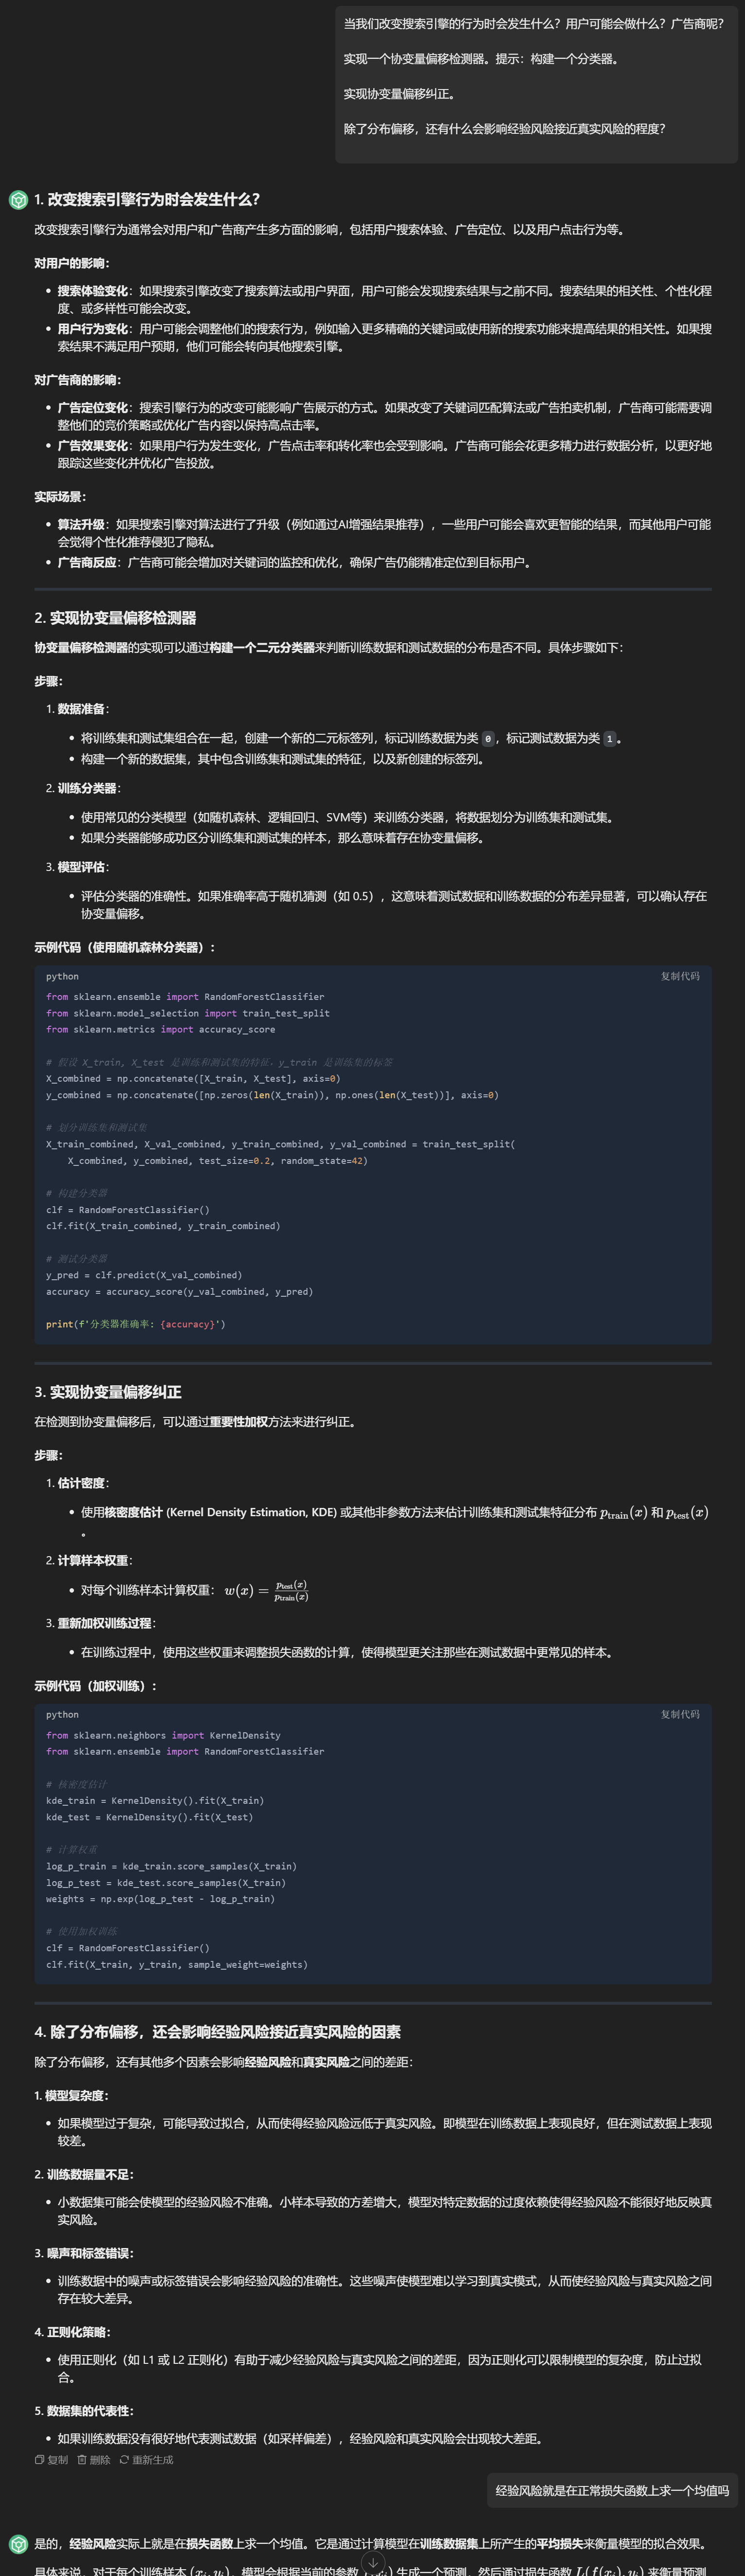 当我们改变搜索引擎的行为时会发生什么？用户可能会做什么？广告商呢？
实现一个协变量偏移检测器。提示：构建一个分类器。
实现协变量偏移纠正。
除了分布偏移，还有什么会影响经验风险接近真实风险的程度？
1. 改变搜索引擎行为时会发生什么？
改变搜索引擎行为通常会对用户和广告商产生多方面的影响，包括用户搜索体验、广告定位、以及用户点击行为等。
对用户的影响：
• 搜索体验变化：如果搜索引擎改变了搜索算法或用户界面，用户可能会发现搜索结果与之前不同。搜索结果的相关性、个性化程
度、或多样性可能会改变。
• 用户行为变化：用户可能会调整他们的搜索行为，例如输入更多精确的关键词或使用新的搜索功能来提高结果的相关性。如果搜
索结果不满足用户预期，他们可能会转向其他搜索引擎。
对广告商的影响：
• 广告定位变化：搜索引擎行为的改变可能影响广告展示的方式。如果改变了关键词匹配算法或广告拍卖机制，广告商可能需要调
整他们的竞价策略或优化广告内容以保持高点击率。
• 广告效果变化：如果用户行为发生变化，广告点击率和转化率也会受到影响。广告商可能会花更多精力进行数据分析，以更好地
跟踪这些变化并优化广告投放。
实际场景：
• 算法升级：如果搜索引擎对算法进行了升级（例如通过AI增强结果推荐），一些用户可能会喜欢更智能的结果，而其他用户可能
会觉得个性化推荐侵犯了隐私。
• 广告商反应：广告商可能会增加对关键词的监控和优化，确保广告仍能精准定位到目标用户。
2. 实现协变量偏移检测器
协变量偏移检测器的实现可以通过构建一个二元分类器来判断训练数据和测试数据的分布是否不同。具体步骤如下：
步骤：
1. 数据准备：
• 将训练集和测试集组合在一起，创建一个新的二元标签列，标记训练数据为类 0，标记测试数据为类 1。
• 构建一个新的数据集，其中包含训练集和测试集的特征，以及新创建的标签列。
2. 训练分类器：
• 使用常见的分类模型（如随机森林、逻辑回归、SVM等）来训练分类器，将数据划分为训练集和测试集。
• 如果分类器能够成功区分训练集和测试集的样本，那么意味着存在协变量偏移。
3. 模型评估：
• 评估分类器的准确性。如果准确率高于随机猜测（如 0.5），这意味着测试数据和训练数据的分布差异显著，可以确认存在
协变量偏移。
示例代码（使用随机森林分类器）：
python 复制代码
from sklearn.ensemble import RandomForestClassifier
from sklearn.model_selection import train_test_split
from sklearn.metrics import accuracy_score
# 假设 X_train, X_test 是训练和测试集的特征，y_train 是训练集的标签
X_combined = np.concatenate([X_train, X_test], axis=0)
y_combined = np.concatenate([np.zeros(len(X_train)), np.ones(len(X_test))], axis=0)
# 划分训练集和测试集
X_train_combined, X_val_combined, y_train_combined, y_val_combined = train_test_split(
X_combined, y_combined, test_size=0.2, random_state=42)
# 构建分类器
clf = RandomForestClassifier()
clf.fit(X_train_combined, y_train_combined)
# 测试分类器
y_pred = clf.predict(X_val_combined)
accuracy = accuracy_score(y_val_combined, y_pred)
print(f'分类器准确率: {accuracy}')
3. 实现协变量偏移纠正
在检测到协变量偏移后，可以通过重要性加权方法来进行纠正。
步骤：
1. 估计密度：
• 使用核密度估计 (Kernel Density Estimation, KDE) 或其他非参数方法来估计训练集和测试集特征分布 p_train(x) 和 p_test(x)
。
2. 计算样本权重：
• 对每个训练样本计算权重： w(x) = p_test(x)/p_train(x)
3. 重新加权训练过程：
• 在训练过程中，使用这些权重来调整损失函数的计算，使得模型更关注那些在测试数据中更常见的样本。
示例代码（加权训练）：
python 复制代码
from sklearn.neighbors import KernelDensity
from sklearn.ensemble import RandomForestClassifier
# 核密度估计
kde_train = KernelDensity().fit(X_train)
kde_test = KernelDensity().fit(X_test)
# 计算权重
log_p_train = kde_train.score_samples(X_train)
log_p_test = kde_test.score_samples(X_train)
weights = np.exp(log_p_test - log_p_train)
# 使用加权训练
clf = RandomForestClassifier()
clf.fit(X_train, y_train, sample_weight=weights)
4. 除了分布偏移，还会影响经验风险接近真实风险的因素
除了分布偏移，还有其他多个因素会影响经验风险和真实风险之间的差距：
1. 模型复杂度：
• 如果模型过于复杂，可能导致过拟合，从而使得经验风险远低于真实风险。即模型在训练数据上表现良好，但在测试数据上表现
较差。
2. 训练数据量不足：
• 小数据集可能会使模型的经验风险不准确。小样本导致的方差增大，模型对特定数据的过度依赖使得经验风险不能很好地反映真
实风险。
3. 噪声和标签错误：
• 训练数据中的噪声或标签错误会影响经验风险的准确性。这些噪声使模型难以学习到真实模式，从而使经验风险与真实风险之间
存在较大差异。
4. 正则化策略：
• 使用正则化（如 L1 或 L2 正则化）有助于减少经验风险与真实风险之间的差距，因为正则化可以限制模型的复杂度，防止过拟
合。
5. 数据集的代表性：
• 如果训练数据没有很好地代表测试数据（如采样偏差），经验风险和真实风险会出现较大差距。
复制 删除 重新生成
经验风险就是在正常损失函数上求一个均值吗
是的，经验风险实际上就是在损失函数上求一个均值。它是通过计算模型在训练数据集上所产生的平均损失来衡量模型的拟合效果。
具体来说，对于每个训练样本 (x_i, y_i)，模型会根据当前的参数 生成一个预测，然后通过损失函数 L(f(x_i), y_i) 来衡量预测